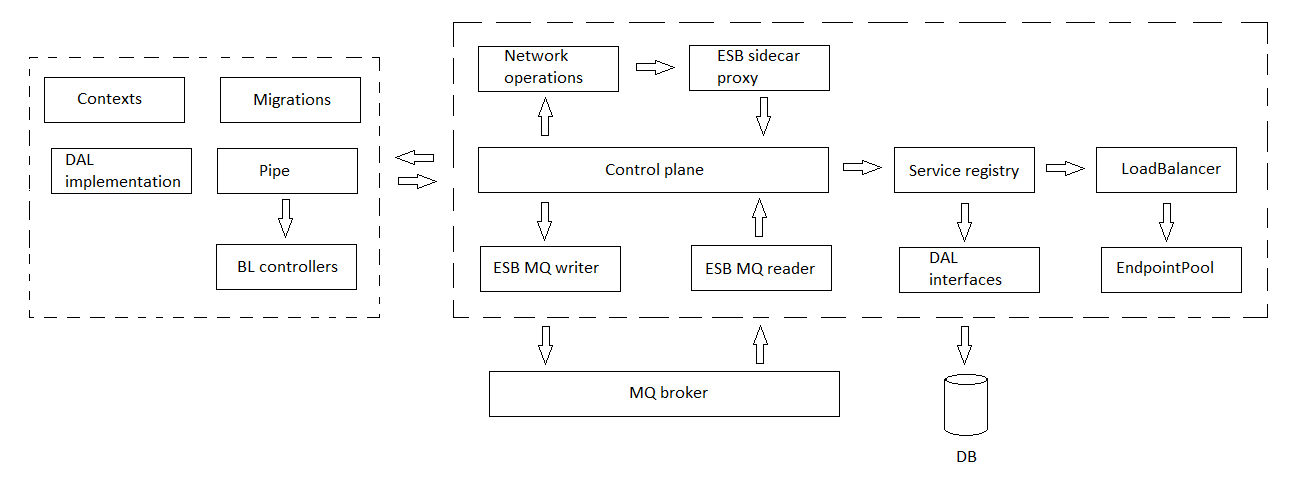 Contexts
Migrations
DAL
implementation
Pipe
BL controllers
Network
operations
ESB sidecar
proxy
Control plane
Service registry
LoadBalancer
ESB MQ writer
ESB MQ reader
DAL
interfaces
EndpointPool
MQ broker
DB